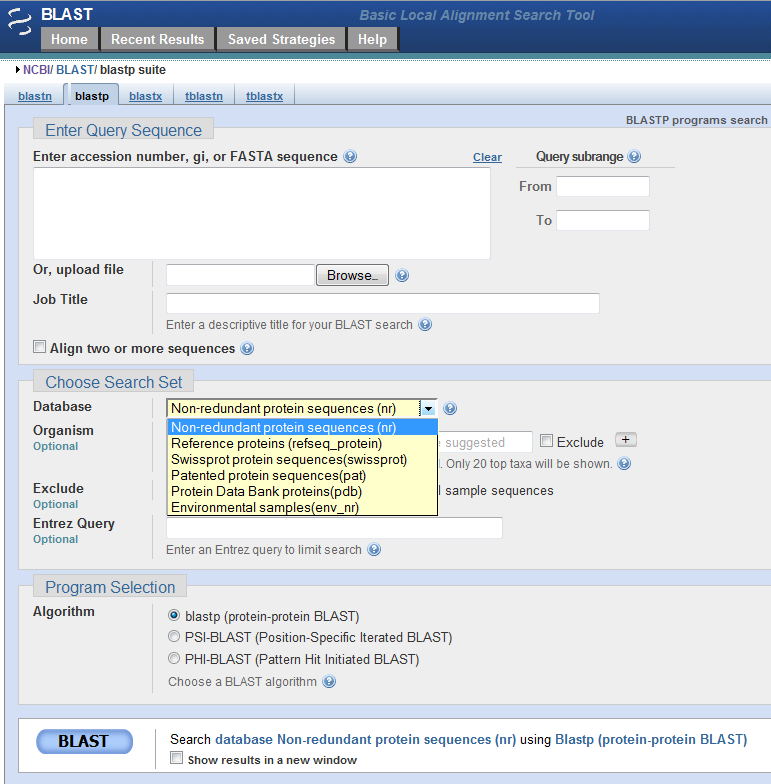 BLAST
Basic Local Alignment Search Tool
Home Recent Results Saved Strategies Help
NCBI/ BLAST/ blastp suite
blastn blastp blastx tblastn tblastx
BLASTP programs search
Enter Query Sequence
Enter accession number, gi, or FASTA sequence Clear Query subrange
From
To
Or, upload file Browse...
Job Title
Enter a descriptive title for your BLAST search
Align two or more sequences
Choose Search Set
Database Non-redundant protein sequences (nr)
Non-redundant protein sequences (nr)
Reference proteins (refseq_protein)
Swissprot protein sequences(swissprot)
Patented protein sequences(pat)
Protein Data Bank proteins(pdb)
Environmental samples(env_nr)
Organism
Optional
suggested Exclude +
Only 20 top taxa will be shown.
Exclude
Optional
sample sequences
Entrez Query
Optional
Enter an Entrez query to limit search
Program Selection
Algorithm
blastp (protein-protein BLAST)
PSI-BLAST (Position-Specific Iterated BLAST)
PHI-BLAST (Pattern Hit Initiated BLAST)
Choose a BLAST algorithm
BLAST
Search database Non-redundant protein sequences (nr) using Blastp (protein-protein BLAST)
Show results in a new window